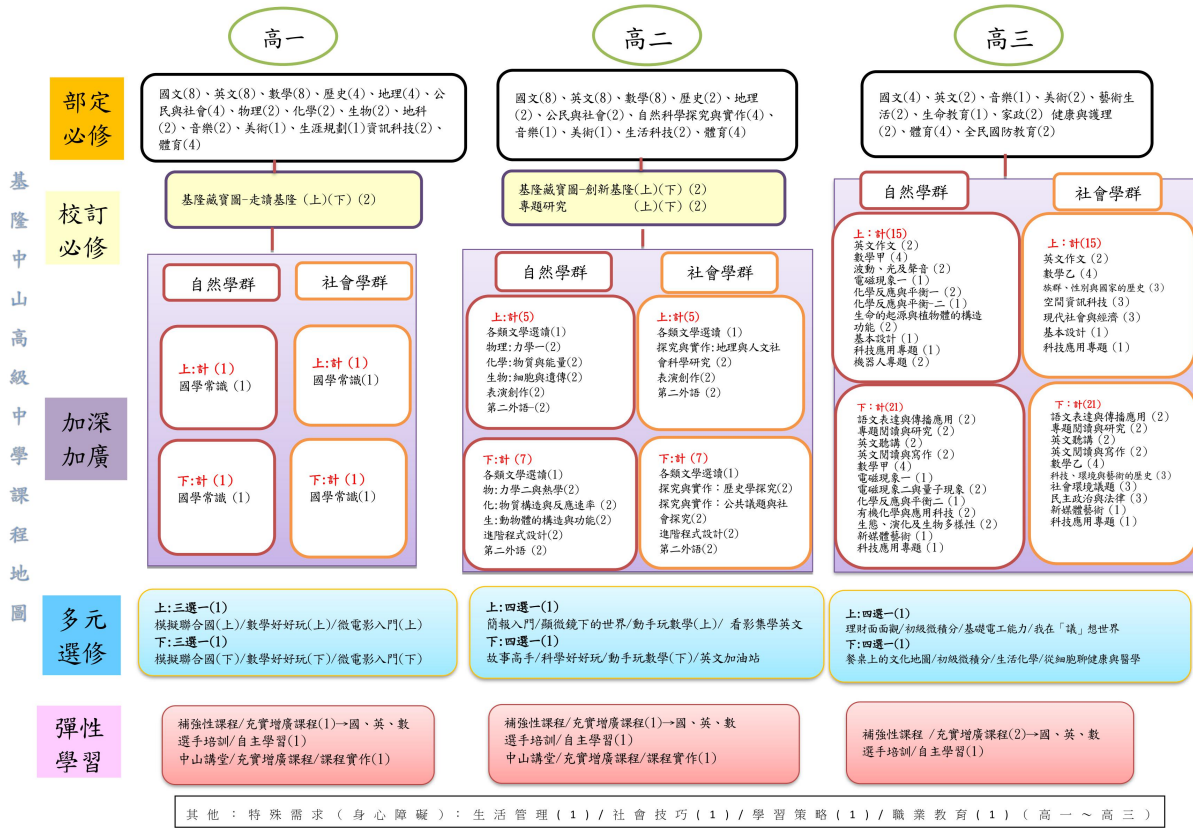 基隆中山高級中學課程地圖
高一
高二
高三
部定
必修
國文(8)、英文(8)、數學(8)、歷史(4)、地理(4)、公
民與社會(4)、物理(2)、化學(2)、生物(2)、地科
(2)、音樂(2)、美術(1)、生涯規劃(1)資訊科技(2)、
體育(4)
國文(8)、英文(8)、數學(8)、歷史(2)、地理
(2)、公民與社會(2)、自然科學探究與實作(4)、
音樂(1)、美術(1)、生活科技(2)、體育(4)
國文(4)、英文(2)、音樂(1)、美術(2)、藝術生
活(2)、生命教育(1)、家政(2) 健康與護理
(2)、體育(4)、全民國防教育(2)
校訂
必修
基隆藏寶圖-走讀基隆 (上)(下) (2)
基隆藏寶圖-創新基隆(上)(下) (2)
專題研究 (上)(下) (2)
加深
加廣
自然學群
社會學群
上:計 (1)
國學常識 (1)
上:計 (1)
國學常識(1)
下:計 (1)
國學常識 (1)
下:計 (1)
國學常識(1)
自然學群
社會學群
上:計(5)
各類文學選讀(1)
物理:力學一(2)
化學:物質與能量(2)
生物:細胞與遺傳(2)
表演創作(2)
第二外語-(2)
上:計(5)
各類文學選讀 (1)
探究與實作:地理與人文社
會科學研究 (2)
表演創作 (2)
第二外語 (2)
下:計 (7)
各類文學選讀(1)
物:力學二與熱學(2)
化:物質構造與反應速率(2)
生:動物體的構造與功能(2)
進階程式設計(2)
第二外語(2)
下:計 (7)
各類文學選讀(1)
探究與實作：歷史學探究(2)
探究與實作：公共議題與社
會探究(2)
進階程式設計(2)
第二外語(2)
自然學群
社會學群
上：計(15)
英文作文 (2)
數學甲 (4)
波動、光及聲音 (2)
電磁現象一 (1)
化學反應與平衡一 (2)
化學反應與平衡-二 (1)
生命的起源與植物體的構造
功能 (2)
基本設計 (1)
科技應用專題 (1)
機器人專題 (2)
上：計(15)
英文作文 (2)
數學乙 (4)
族群、性別與國家的歷史 (3)
空間資訊科技 (3)
現代社會與經濟 (3)
基本設計 (1)
科技應用專題 (1)
下：計(21)
語文表達與傳播應用 (2)
專題閱讀與研究 (2)
英文聽講 (2)
英文閱讀與寫作 (2)
數學甲 (4)
電磁現象一 (1)
電磁現象二與量子現象 (2)
化學反應與平衡二 (1)
有機化學與應用科技 (2)
生態、演化及生物多樣性 (2)
新媒體藝術 (1)
科技應用專題 (1)
下：計(21)
語文表達與傳播應用 (2)
專題閱讀與研究 (2)
英文聽講 (2)
英文閱讀與寫作 (2)
數學乙 (4)
科技、環境與藝術的歷史 (3)
社會環境議題 (3)
民主政治與法律 (3)
新媒體藝術 (1)
科技應用專題 (1)
多元
選修
上:三選一(1)
模擬聯合國(上)/數學好好玩(上)/微電影入門(上)
下:三選一(1)
模擬聯合國(下)/數學好好玩(下)/微電影入門(下)
上:四選一(1)
簡報入門/顯微鏡下的世界/動手玩數學(上)/ 看影集學英文
下:四選一(1)
故事高手/科學好好玩/動手玩數學(下)/英文加油站
上:四選一(1)
理財面面觀/初級微積分/基礎電工能力/我在「議」想世界
下:四選一(1)
餐桌上的文化地圖/初級微積分/生活化學/從細胞聊健康與醫學
彈性
學習
補強性課程/充實增廣課程(1)→國、英、數
選手培訓/自主學習(1)
中山講堂/充實增廣課程/課程實作(1)
補強性課程/充實增廣課程(1)→國、英、數
選手培訓/自主學習(1)
中山講堂/充實增廣課程/課程實作(1)
補強性課程 /充實增廣課程(2)→國、英、數
選手培訓/自主學習(1)
其他：特殊需求（身心障礙）：生活管理(1)/社會技巧(1)/學習策略(1)/職業教育(1)（高一～高三）